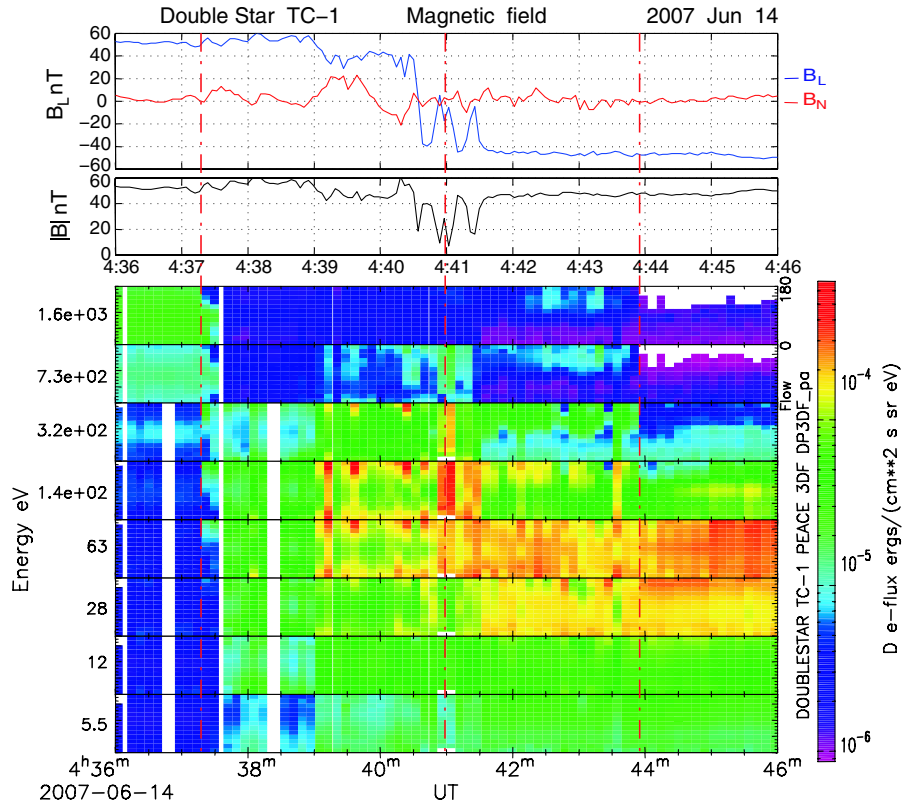 Double Star TC-1 Magnetic field 2007 Jun 14
60
40
20
0
−20
−40
−60
B_L nT
B_L
B_N
60
40
20
0
|B| nT
4:36 4:37 4:38 4:39 4:40 4:41 4:42 4:43 4:44 4:45 4:46
1.6e+03
7.3e+02
3.2e+02
1.4e+02
63
28
12
5.5
Energy eV
180
0
Flow
DOUBLESTAR TC-1 PEACE 3DF DP3DF_pa
10^-4
10^-5
10^-6
D e-flux ergs/(cm**2 s sr eV)
4h36m 38m 40m 42m 44m 46m
2007-06-14 UT